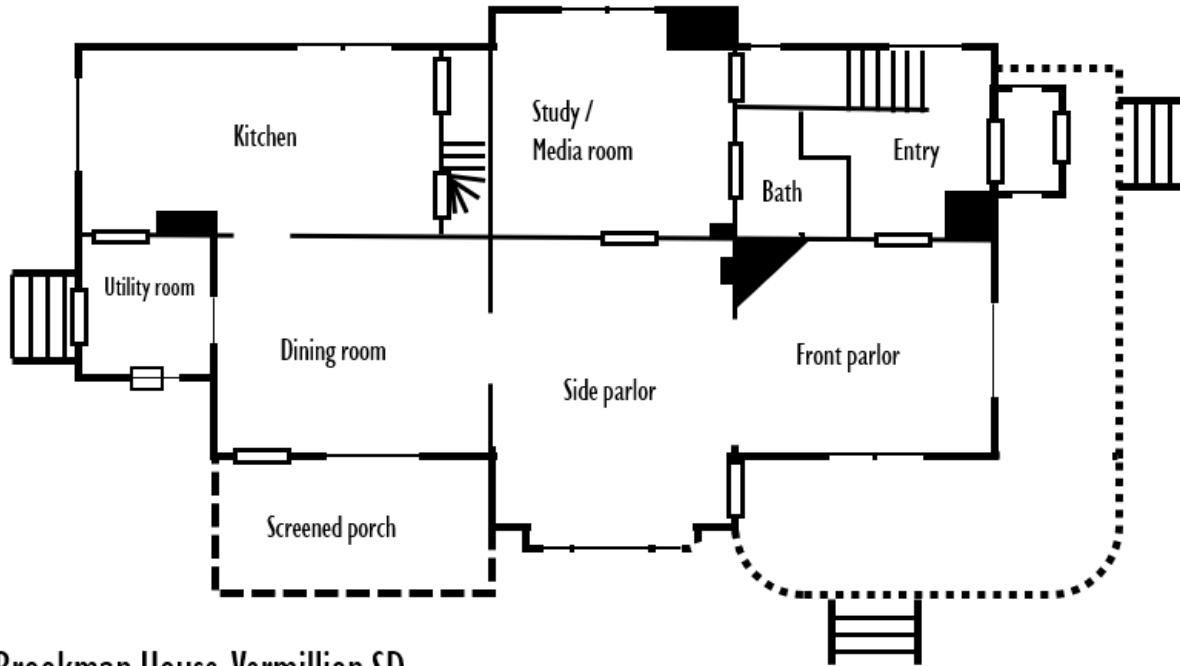 Study /
Media room
Kitchen
Entry
Bath
Utility room
Dining room
Front parlor
Side parlor
Screened porch
Brookman House, Vermillion SD